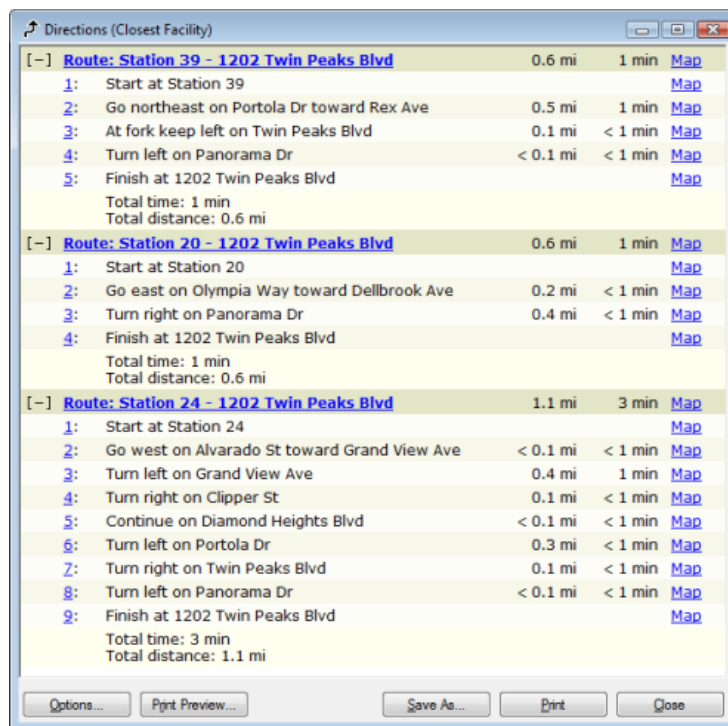 Directions (Closest Facility)
[-] Route: Station 39 - 1202 Twin Peaks Blvd 0.6 mi 1 min Map
1: Start at Station 39 Map
2: Go northeast on Portola Dr toward Rex Ave 0.5 mi 1 min Map
3: At fork keep left on Twin Peaks Blvd 0.1 mi < 1 min Map
4: Turn left on Panorama Dr < 0.1 mi < 1 min Map
5: Finish at 1202 Twin Peaks Blvd Map
Total time: 1 min
Total distance: 0.6 mi
[-] Route: Station 20 - 1202 Twin Peaks Blvd 0.6 mi 1 min Map
1: Start at Station 20 Map
2: Go east on Olympia Way toward Dellbrook Ave 0.2 mi < 1 min Map
3: Turn right on Panorama Dr 0.4 mi < 1 min Map
4: Finish at 1202 Twin Peaks Blvd Map
Total time: 1 min
Total distance: 0.6 mi
[-] Route: Station 24 - 1202 Twin Peaks Blvd 1.1 mi 3 min Map
1: Start at Station 24 Map
2: Go west on Alvarado St toward Grand View Ave < 0.1 mi < 1 min Map
3: Turn left on Grand View Ave 0.4 mi 1 min Map
4: Turn right on Clipper St 0.1 mi < 1 min Map
5: Continue on Diamond Heights Blvd < 0.1 mi < 1 min Map
6: Turn left on Portola Dr 0.3 mi < 1 min Map
7: Turn right on Twin Peaks Blvd 0.1 mi < 1 min Map
8: Turn left on Panorama Dr < 0.1 mi < 1 min Map
9: Finish at 1202 Twin Peaks Blvd Map
Total time: 3 min
Total distance: 1.1 mi
Options... Print Preview... Save As... Print Close